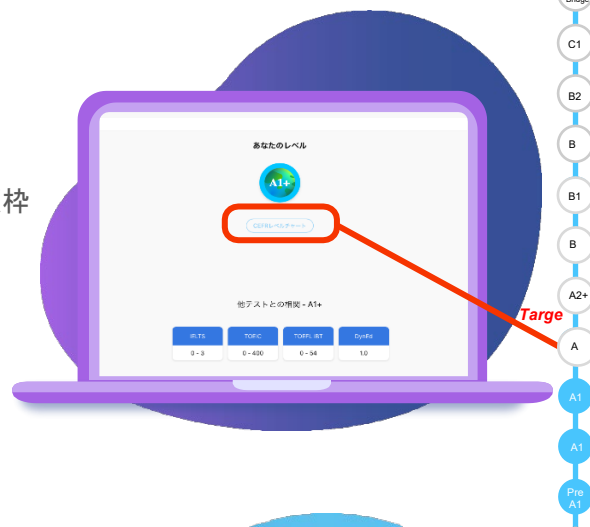 Bridge
C1
B2
B
B1
B
A2+
A
A1
A1
Pre
A1
枠
あなたのレベル
A1+
CEFRレベルチャート
他テストとの相関 - A1+
IELTS TOEIC TOEFL iBT DynEd
0 - 3 0 - 400 0 - 54 1.0
Targe